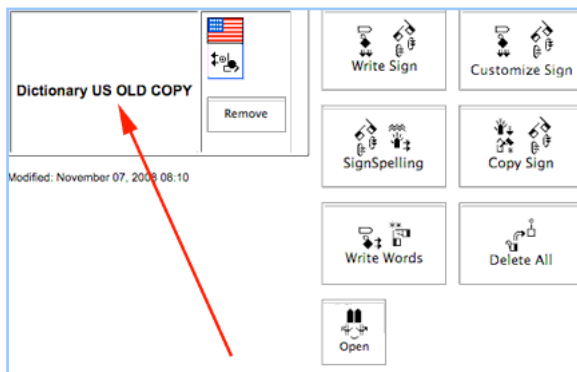 Dictionary US OLD COPY
Remove
Modified: November 07, 2008 08:10
Write Sign
Customize Sign
SignSpelling
Copy Sign
Write Words
Delete All
Open